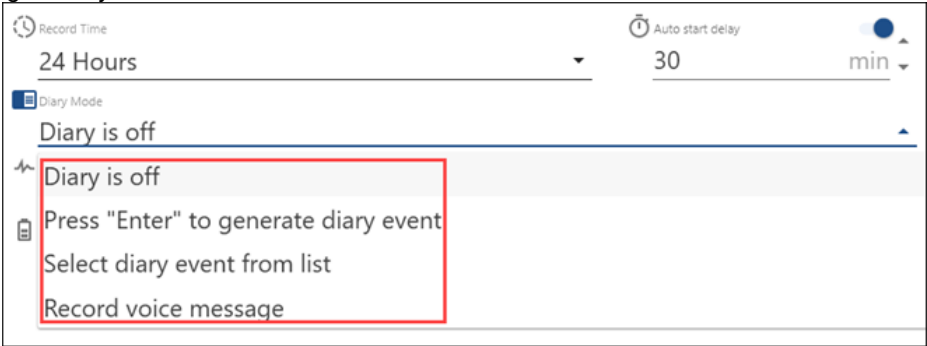 Record Time
Auto start delay
24 Hours
30
min
Diary Mode
Diary is off
Diary is off
Press "Enter" to generate diary event
Select diary event from list
Record voice message